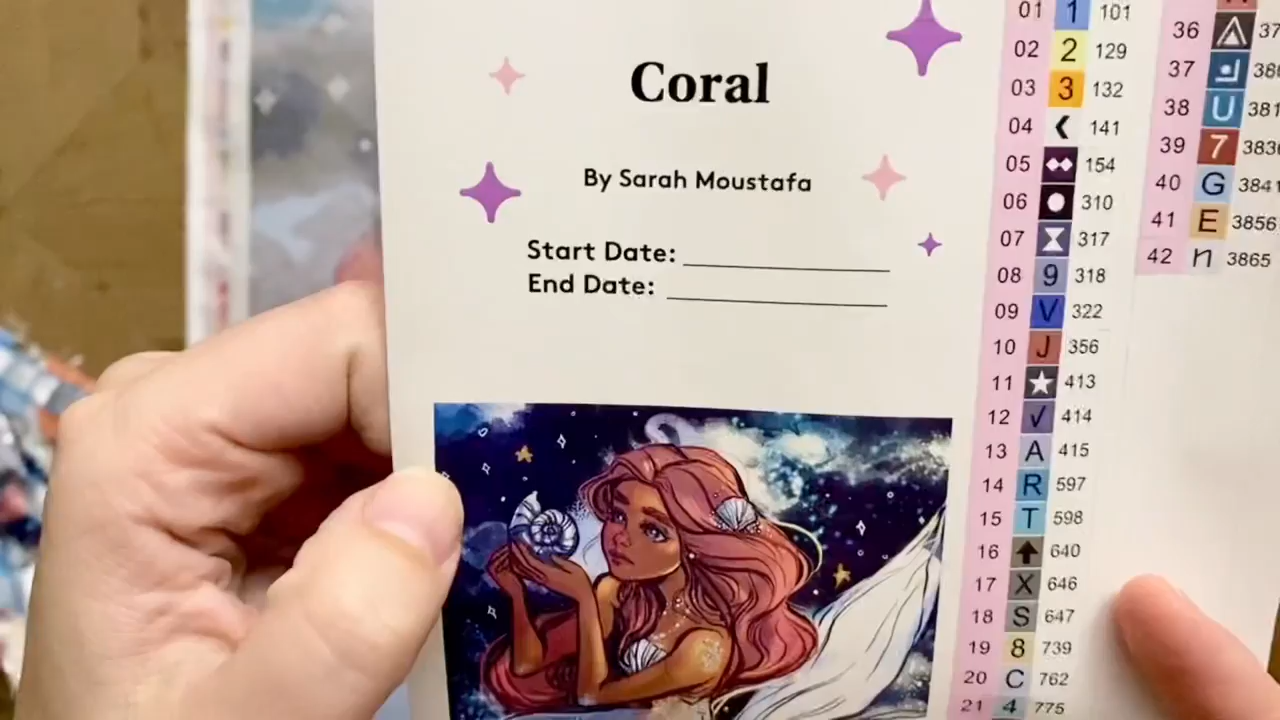 Coral
By Sarah Moustafa
Start Date:
End Date:
01 1 101
02 2 129
03 3 132
04 141
05 154
06 310
07 317
08 9 318
09 V 322
10 J 356
11 413
12 414
13 A 415
14 R 597
15 T 598
16 640
17 X 646
18 S 647
19 8 739
20 C 762
21 4 775
36
37
38 U 381
39 7 3836
40 G 3841
41 E 3856
42 n 3865